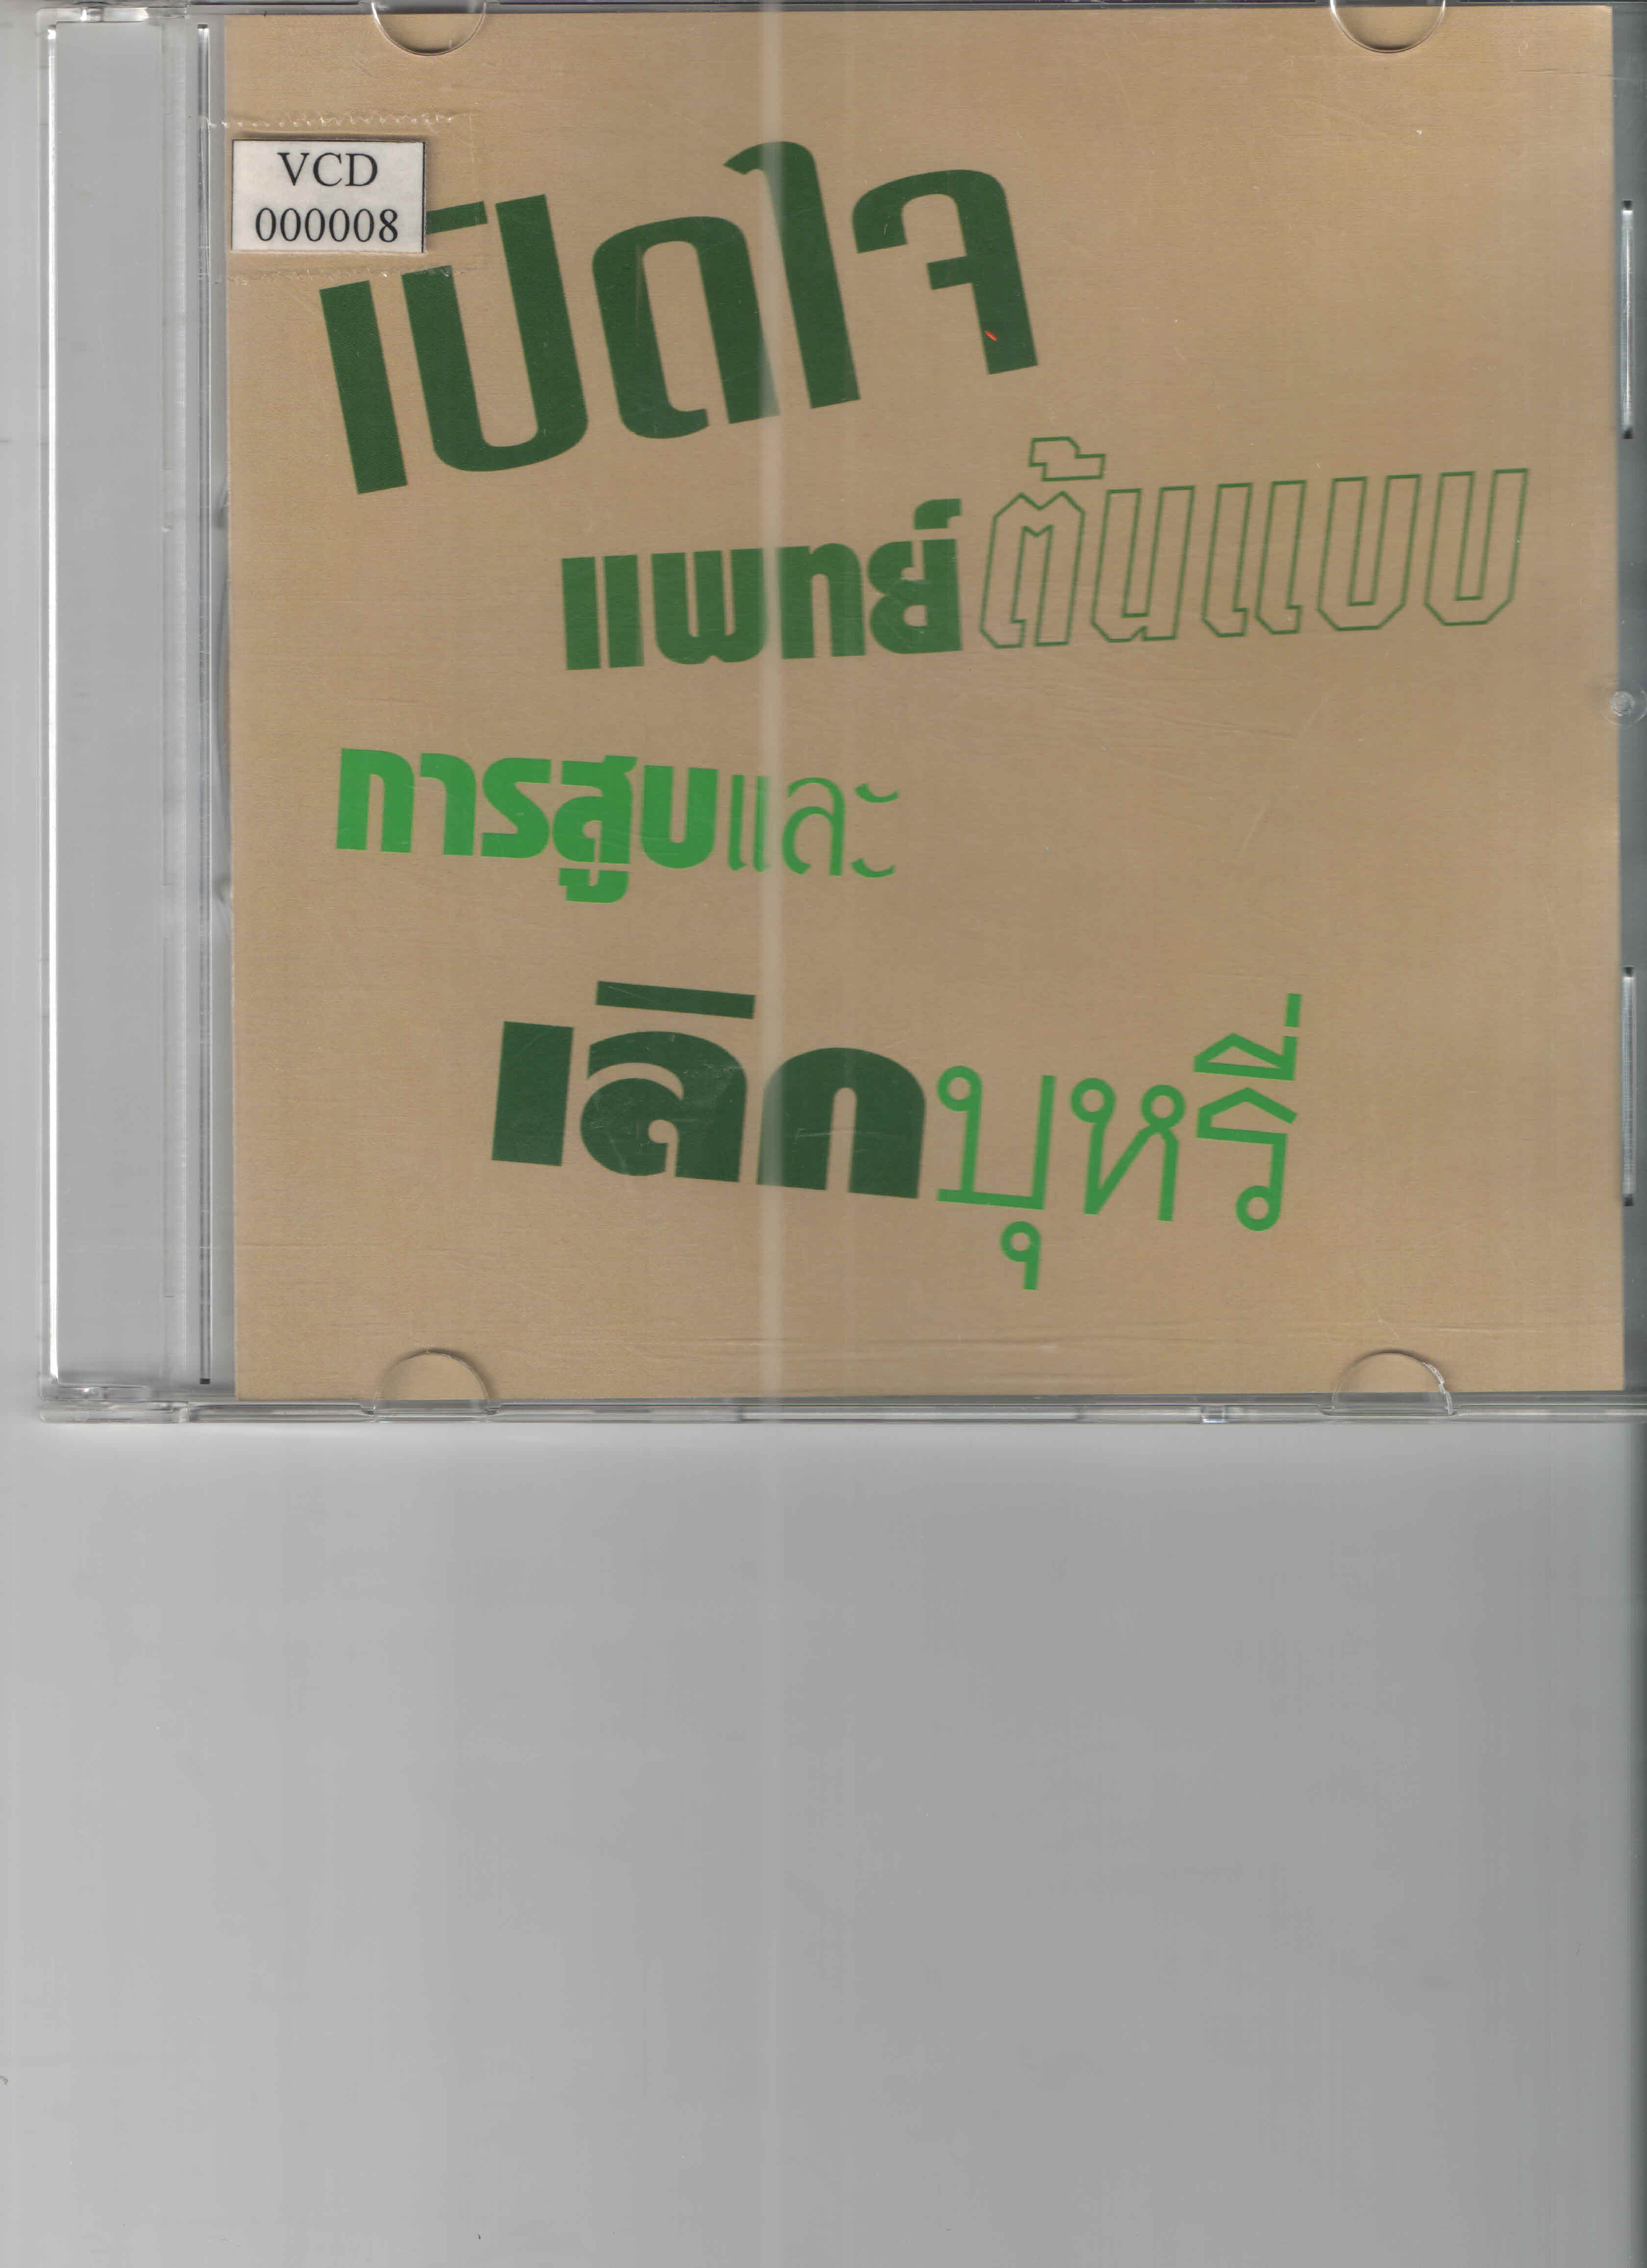 VCD
000008
เปิดใจ
แพทย์ต้นแบบ
การสูบและ
เลิกบุหรี่